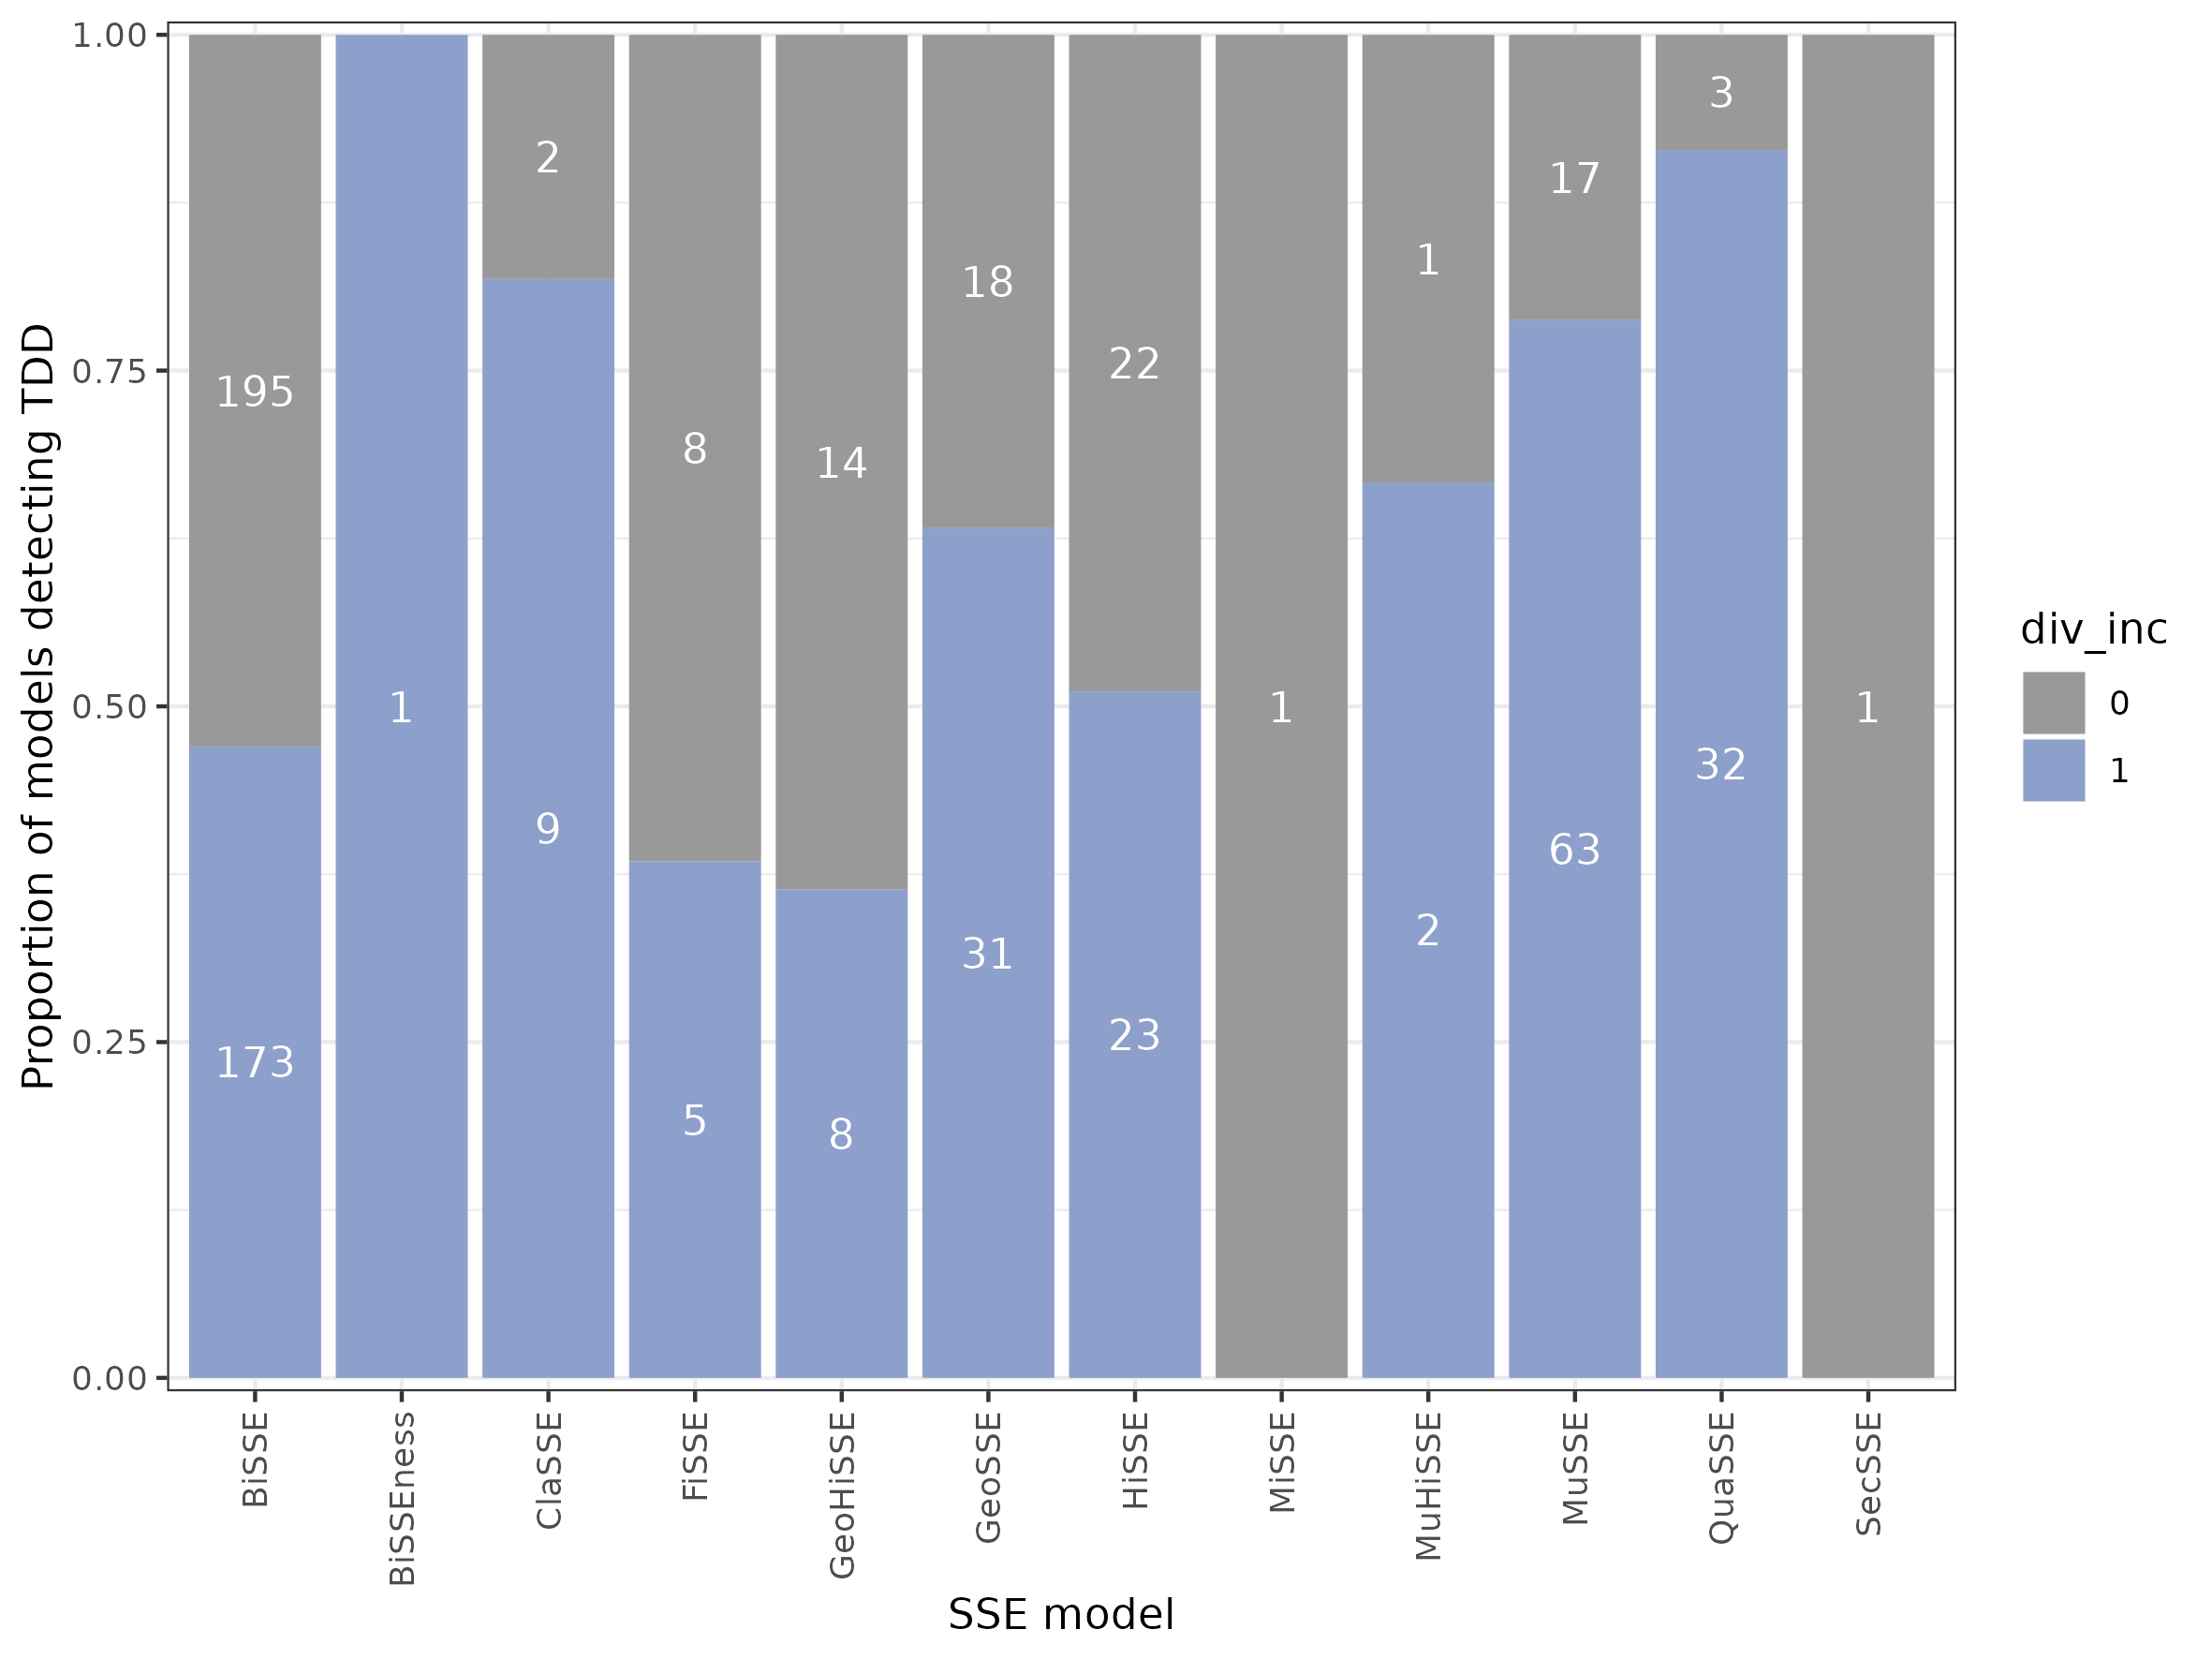 Proportion of models detecting TDD
1.00
0.75
0.50
0.25
0.00
195
173
1
2
9
8
5
14
8
18
31
22
23
1
1
2
17
63
3
32
1
BiSSE
BiSSEness
ClaSSE
FiSSE
GeoHiSSE
GeoSSE
HiSSE
MiSSE
MuHiSSE
MuSSE
QuaSSE
SecSSE
SSE model
div_inc
0
1